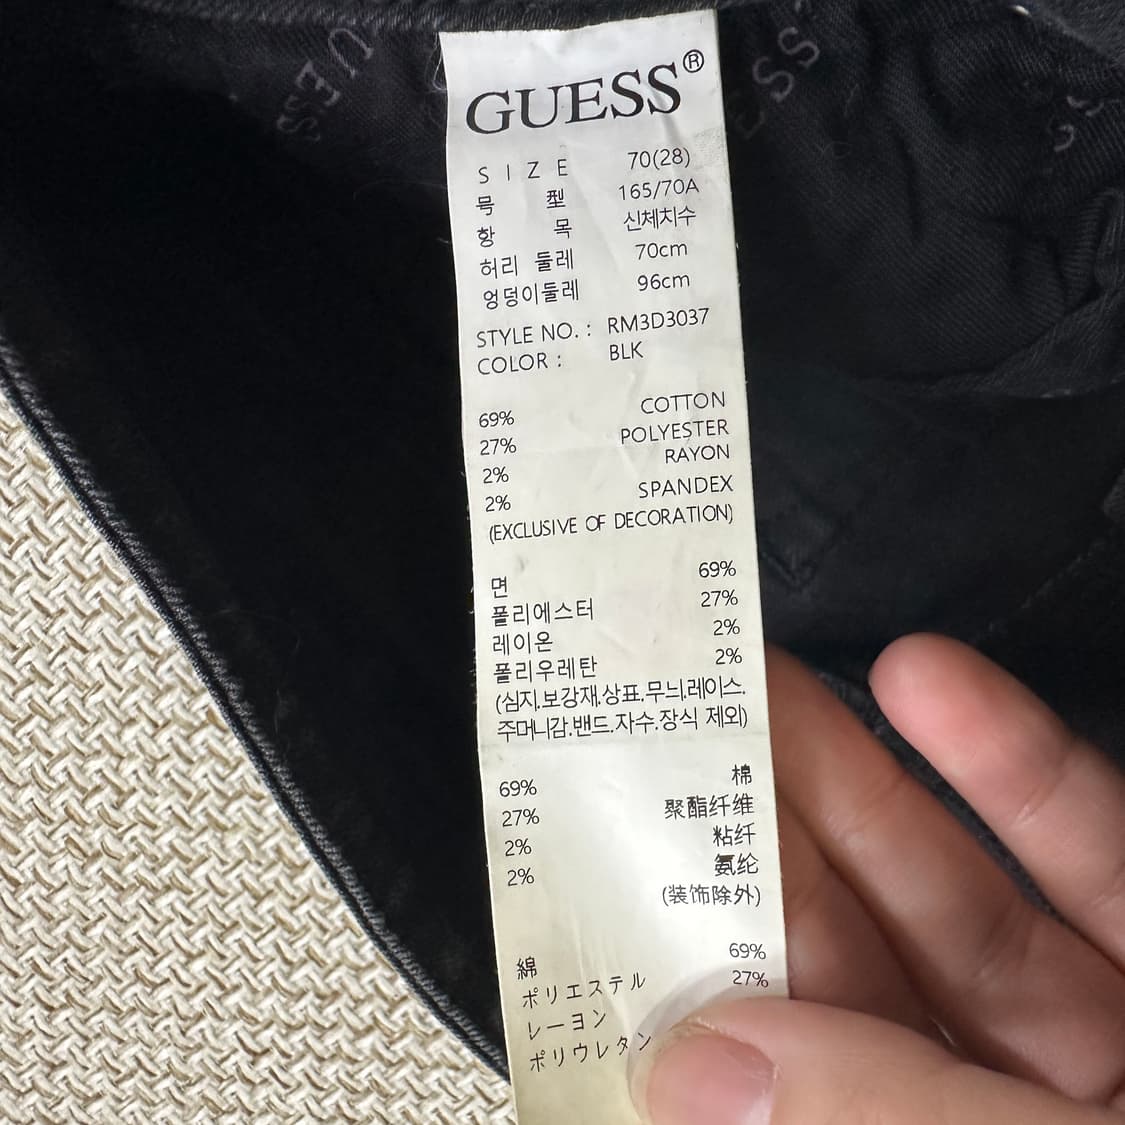 GUESS®
SIZE 70(28)
목 型 165/70A
항 목 신체치수
허리 둘레 70cm
엉덩이둘레 96cm
STYLE NO. : RM3D3037
COLOR : BLK
69% COTTON
27% POLYESTER
2% RAYON
2% SPANDEX
(EXCLUSIVE OF DECORATION)
면 69%
폴리에스터 27%
레이온 2%
폴리우레탄 2%
(심지.보강재.상표.무늬.레이스.
주머니감.밴드.자수.장식 제외)
69% 棉
27% 聚酯纤维
2% 粘纤
2% 氨纶
(装饰除外)
綿 69%
ポリエステル 27%
レーヨン
ポリウレタン
GUESS